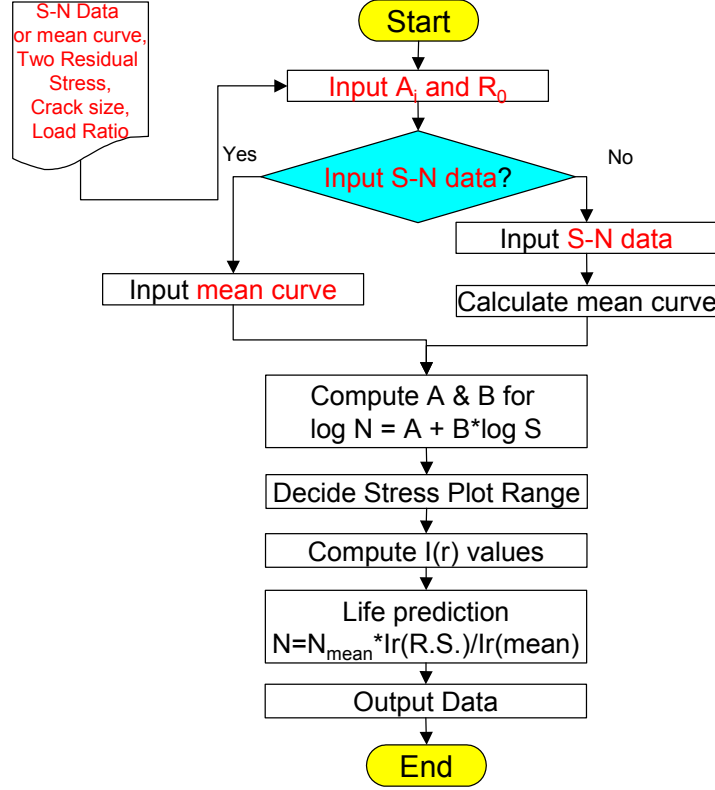 S-N Data
or mean curve,
Two Residual
Stress,
Crack size,
Load Ratio
Start
Input Ai and R0
Input S-N data?
Yes
No
Input mean curve
Input S-N data
Calculate mean curve
Compute A & B for
log N = A + B*log S
Decide Stress Plot Range
Compute I(r) values
Life prediction
N=Nmean*Ir(R.S.)/Ir(mean)
Output Data
End